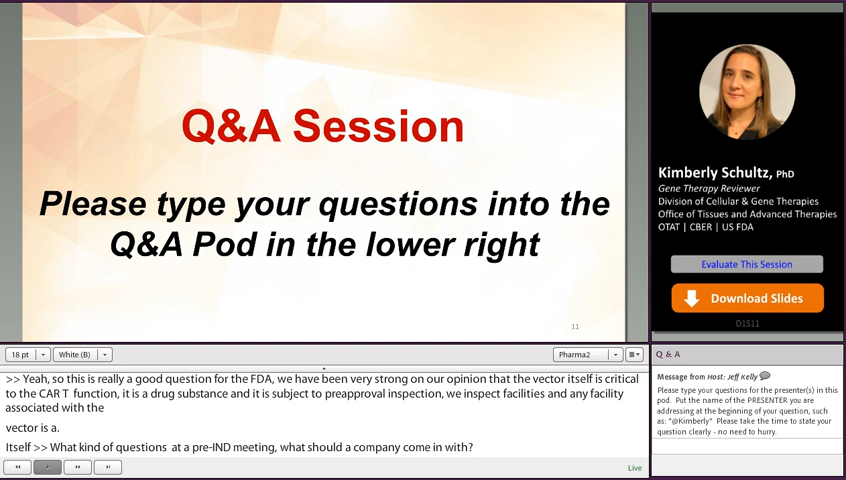 Q&A Session
Please type your questions into the
Q&A Pod in the lower right
11
Kimberly Schultz, PhD
Gene Therapy Reviewer
Division of Cellular & Gene Therapies
Office of Tissues and Advanced Therapies
OTAT | CBER | US FDA
Evaluate This Session
Download Slides
D1511
18 pt
White (B)
Pharma2
>> Yeah, so this is really a good question for the FDA, we have been very strong on our opinion that the vector itself is critical
to the CAR T function, it is a drug substance and it is subject to preapproval inspection, we inspect facilities and any facility
associated with the
vector is a.
Itself >> What kind of questions at a pre-IND meeting, what should a company come in with?
Live
Q & A
Message from Host: Jeff Kelly
Please type your questions for the presenter(s) in this
pod. Put the name of the PRESENTER you are
addressing at the beginning of your question, such
as: "@Kimberly" Please take the time to state your
question clearly - no need to hurry.